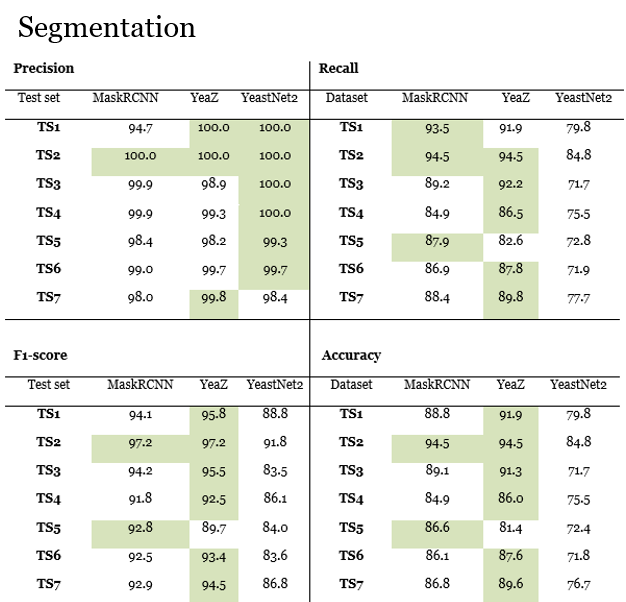 Segmentation
Precision
Test set MaskRCNN YeaZ YeastNet2
TS1 94.7 100.0 100.0
TS2 100.0 100.0 100.0
TS3 99.9 98.9 100.0
TS4 99.9 99.3 100.0
TS5 98.4 98.2 99.3
TS6 99.0 99.7 99.7
TS7 98.0 99.8 98.4
Recall
Dataset MaskRCNN YeaZ YeastNet2
TS1 93.5 91.9 79.8
TS2 94.5 94.5 84.8
TS3 89.2 92.2 71.7
TS4 84.9 86.5 75.5
TS5 87.9 82.6 72.8
TS6 86.9 87.8 71.9
TS7 88.4 89.8 77.7
F1-score
Test set MaskRCNN YeaZ YeastNet2
TS1 94.1 95.8 88.8
TS2 97.2 97.2 91.8
TS3 94.2 95.5 83.5
TS4 91.8 92.5 86.1
TS5 92.8 89.7 84.0
TS6 92.5 93.4 83.6
TS7 92.9 94.5 86.8
Accuracy
Dataset MaskRCNN YeaZ YeastNet2
TS1 88.8 91.9 79.8
TS2 94.5 94.5 84.8
TS3 89.1 91.3 71.7
TS4 84.9 86.0 75.5
TS5 86.6 81.4 72.4
TS6 86.1 87.6 71.8
TS7 86.8 89.6 76.7